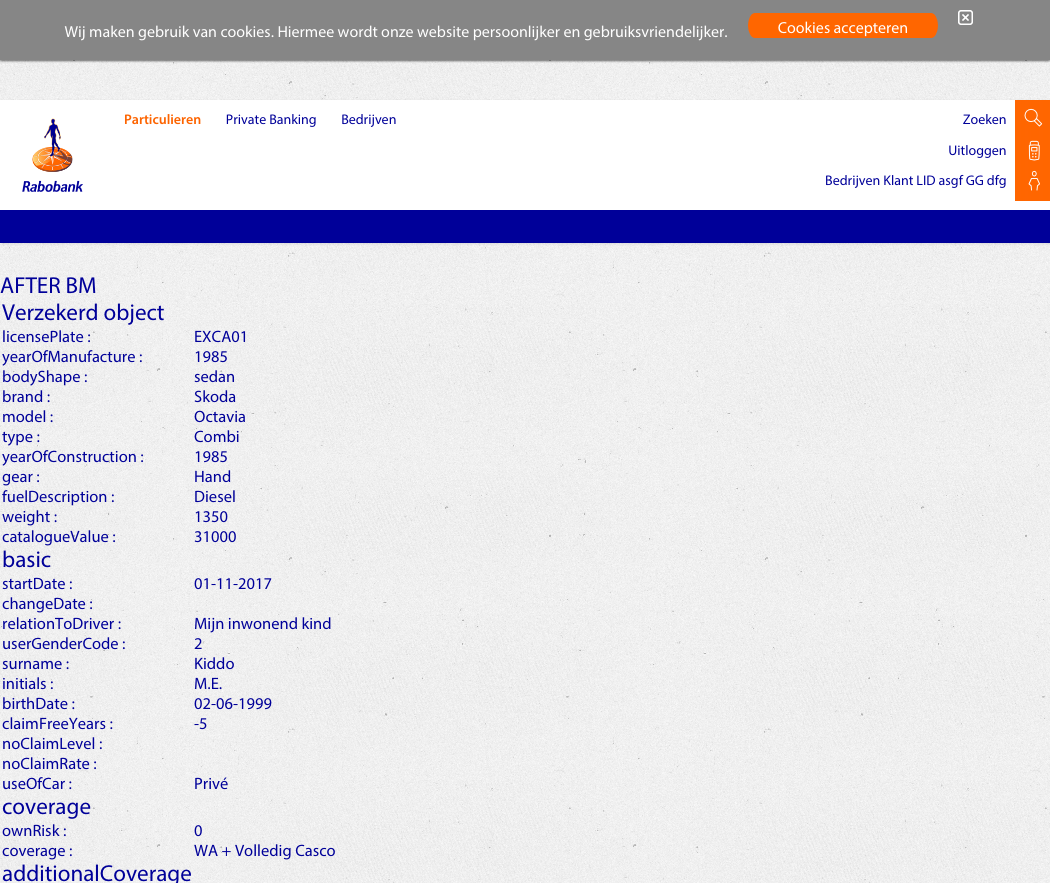 Wij maken gebruik van cookies. Hiermee wordt onze website persoonlijker en gebruiksvriendelijker. Cookies accepteren
Particulieren Private Banking Bedrijven Zoeken
Uitloggen
Bedrijven Klant LID asgf GG dfg
Rabobank
AFTER BM
Verzekerd object
licensePlate : EXCA01
yearOfManufacture : 1985
bodyShape : sedan
brand : Skoda
model : Octavia
type : Combi
yearOfConstruction : 1985
gear : Hand
fuelDescription : Diesel
weight : 1350
catalogueValue : 31000
basic
startDate : 01-11-2017
changeDate :
relationToDriver : Mijn inwonend kind
userGenderCode : 2
surname : Kiddo
initials : M.E.
birthDate : 02-06-1999
claimFreeYears : -5
noClaimLevel :
noClaimRate :
useOfCar : Privé
coverage
ownRisk : 0
coverage : WA + Volledig Casco
additionalCoverage